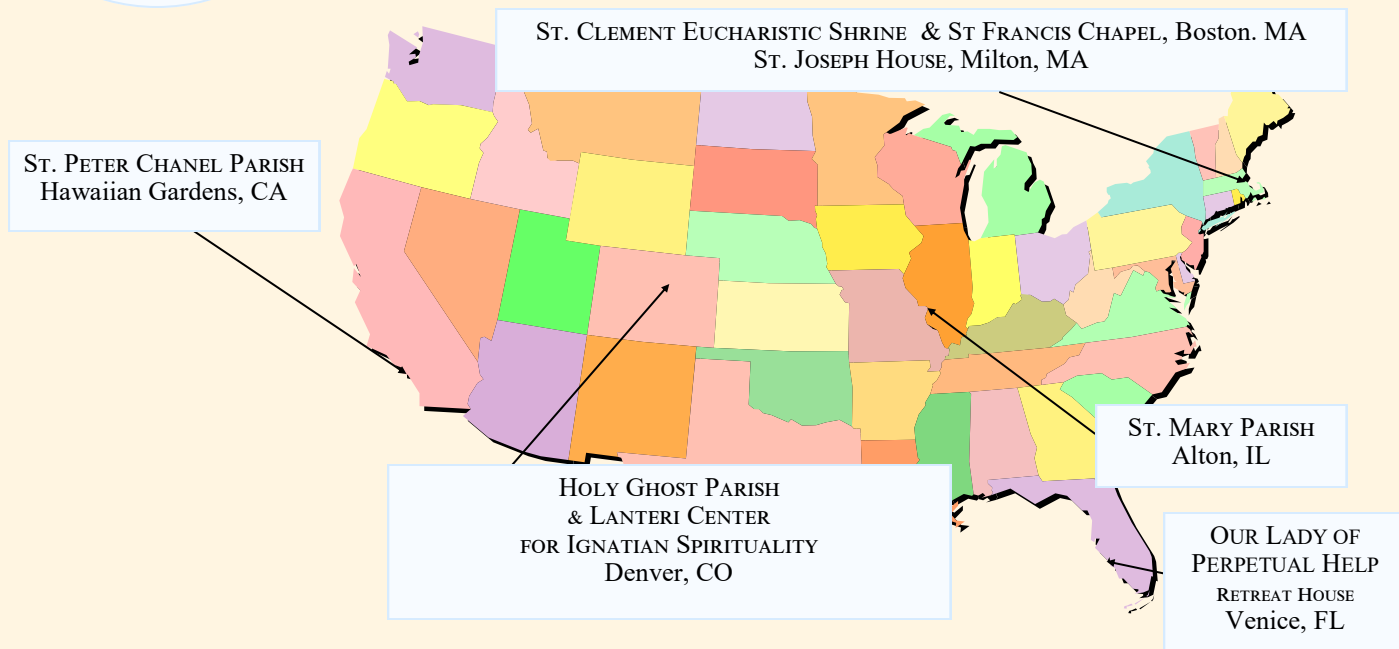 St. Clement Eucharistic Shrine & St Francis Chapel, Boston. MA
St. Joseph House, Milton, MA
St. Peter Chanel Parish
Hawaiian Gardens, CA
St. Mary Parish
Alton, IL
Holy Ghost Parish
& Lanteri Center
for Ignatian Spirituality
Denver, CO
Our Lady of
Perpetual Help
Retreat House
Venice, FL